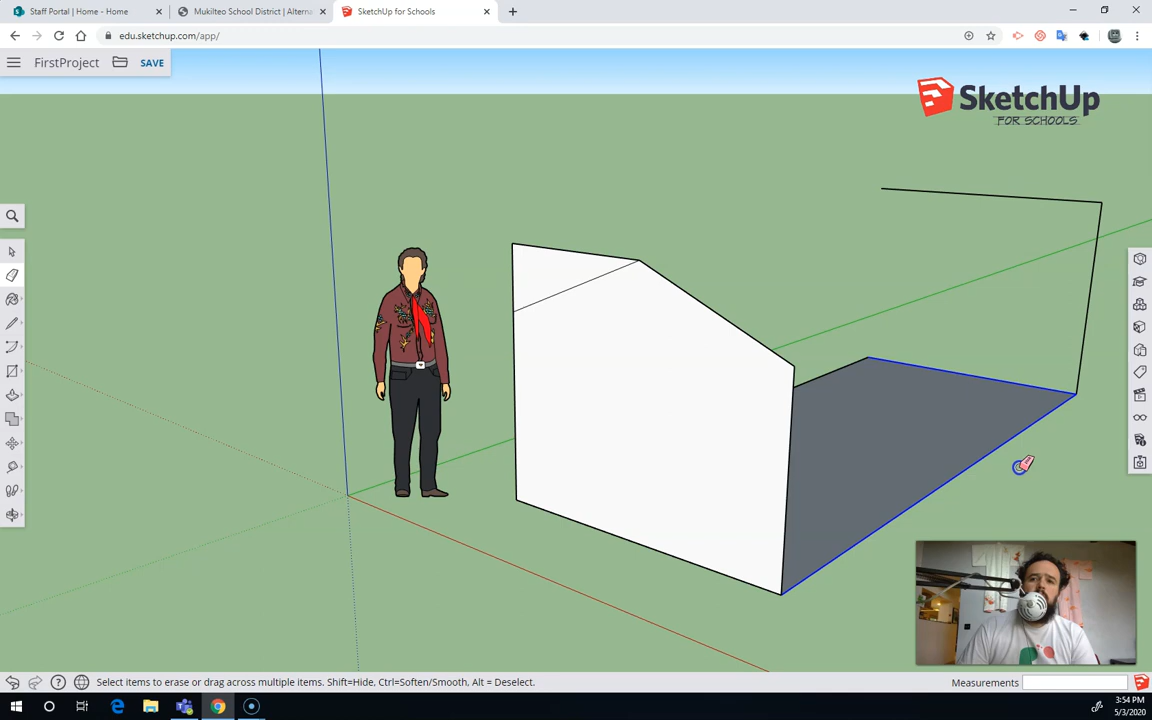 Staff Portal | Home - Home
Mukilteo School District | Alterna
SketchUp for Schools
edu.sketchup.com/app/
FirstProject
SAVE
SketchUp
FOR SCHOOLS
Select items to erase or drag across multiple items. Shift=Hide. Ctrl=Soften/Smooth, Alt = Deselect.
Measurements
3:54 PM
5/3/2020